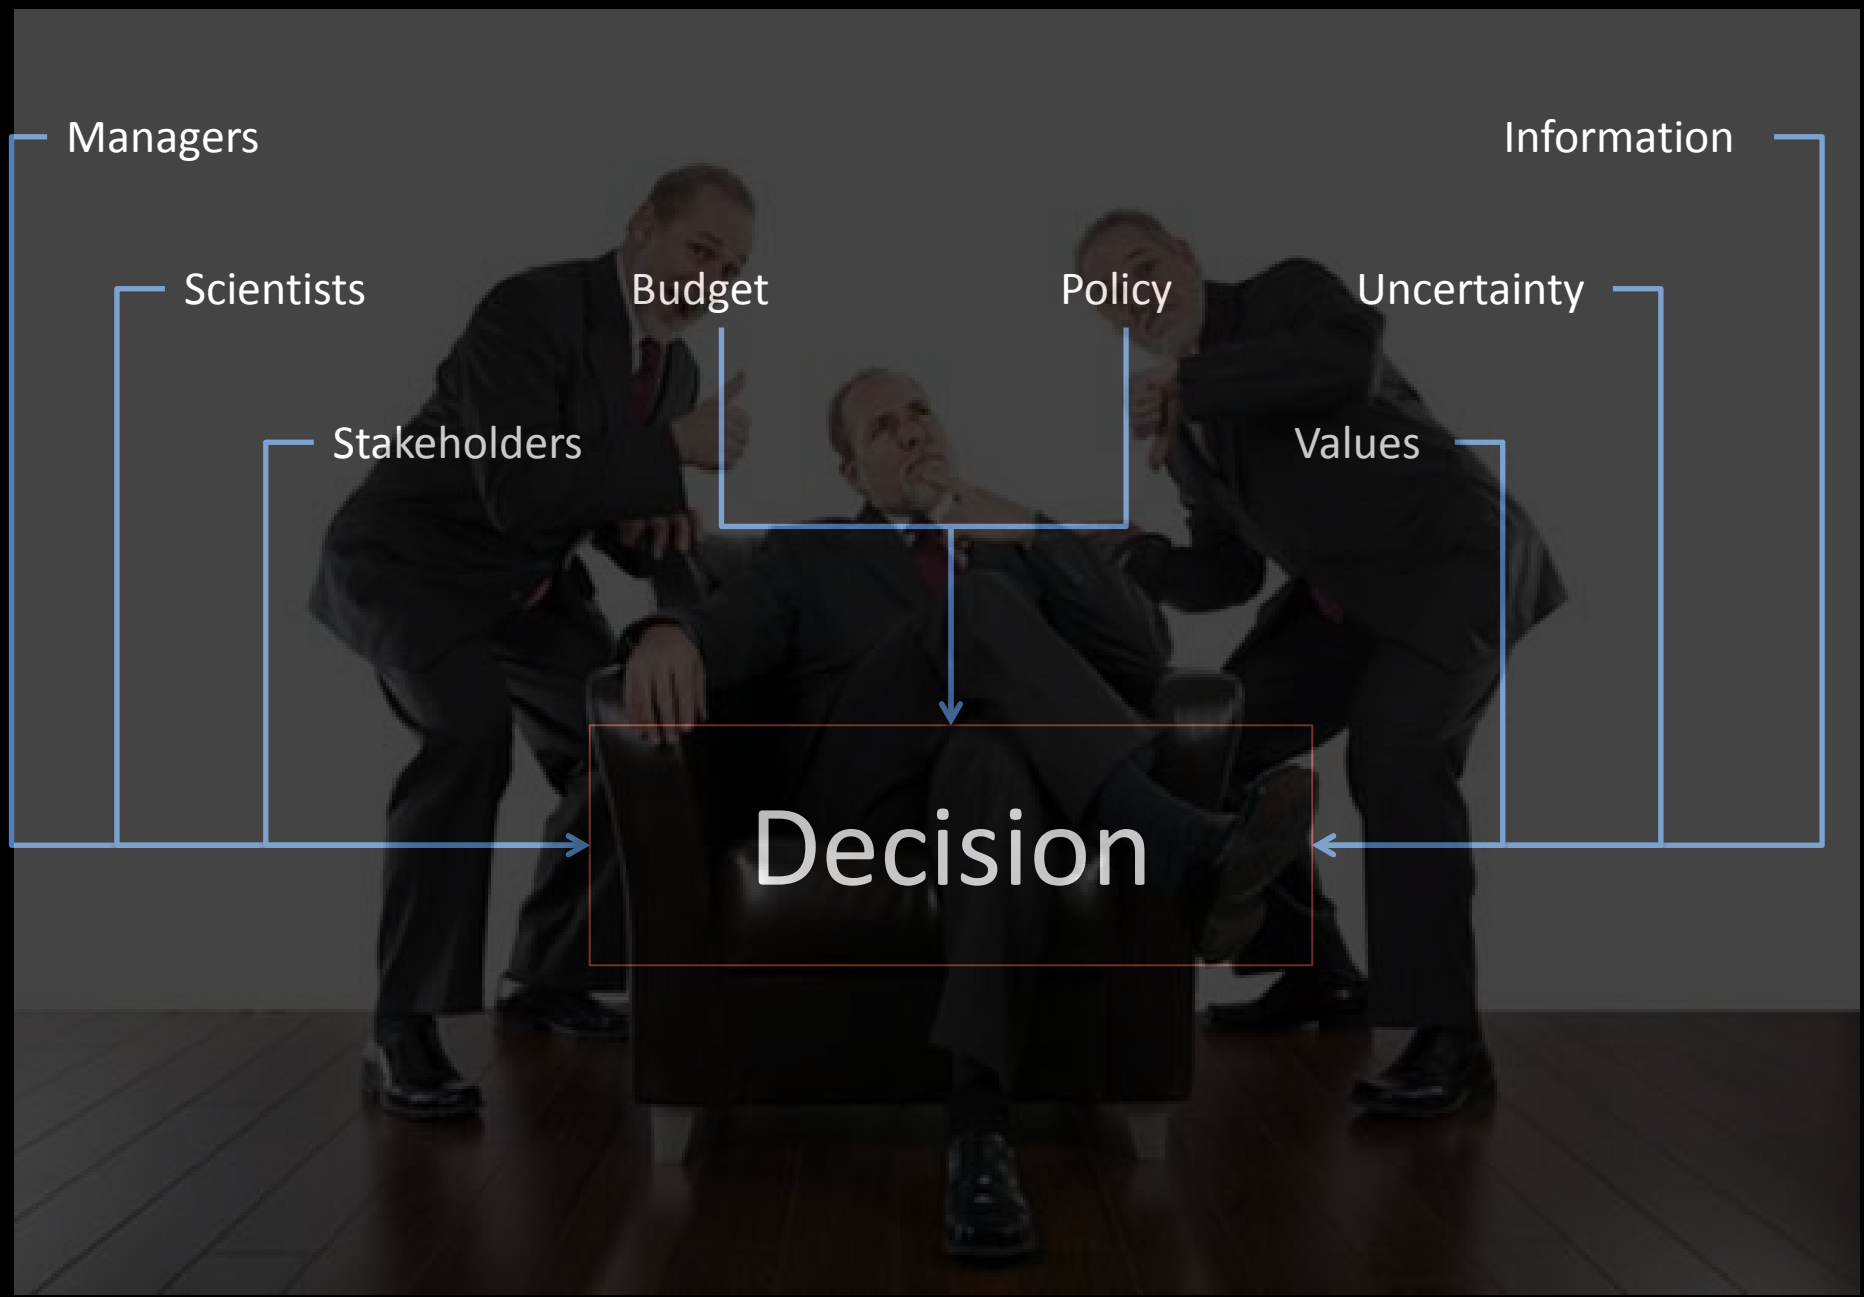 Managers
Information
Scientists
Budget
Policy
Uncertainty
Stakeholders
Values
Decision